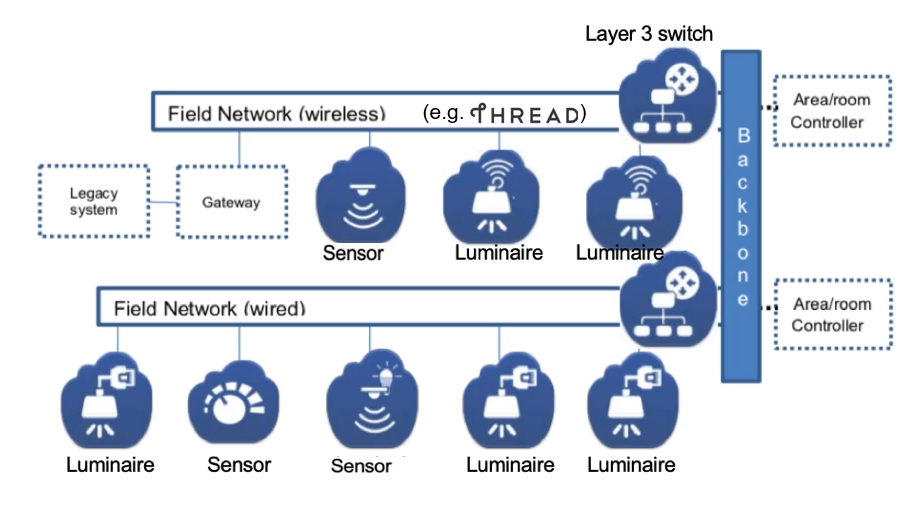 Layer 3 switch
Field Network (wireless) (e.g. THREAD)
Area/room
Controller
Backbone
Legacy
system
Gateway
Sensor
Luminaire
Luminaire
Field Network (wired)
Area/room
Controller
Luminaire
Sensor
Sensor
Luminaire
Luminaire